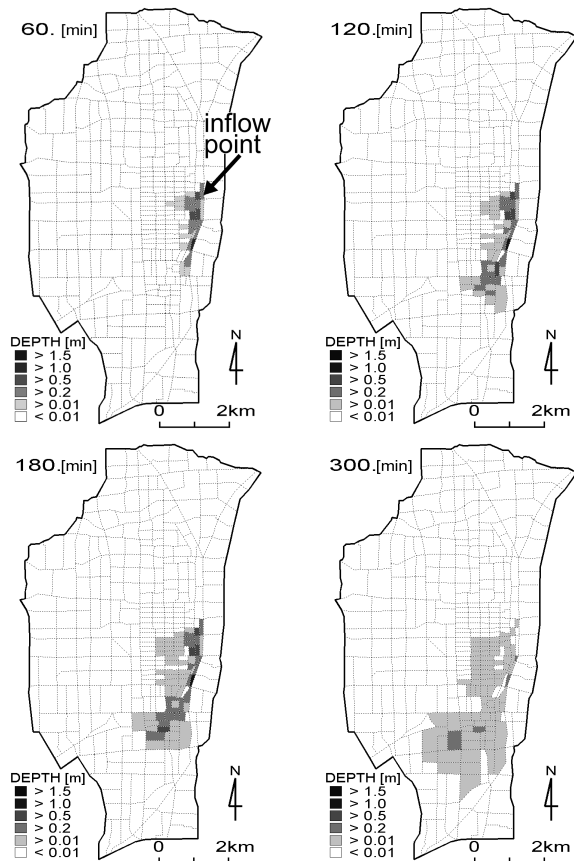 60. [min]
inflow
point
N
DEPTH [m]
> 1.5
> 1.0
> 0.5
> 0.2
> 0.01
< 0.01
0 2km
120. [min]
N
DEPTH [m]
> 1.5
> 1.0
> 0.5
> 0.2
> 0.01
< 0.01
0 2km
180.[min]
N
DEPTH [m]
> 1.5
> 1.0
> 0.5
> 0.2
> 0.01
< 0.01
0 2km
300.[min]
N
DEPTH [m]
> 1.5
> 1.0
> 0.5
> 0.2
> 0.01
< 0.01
0 2km